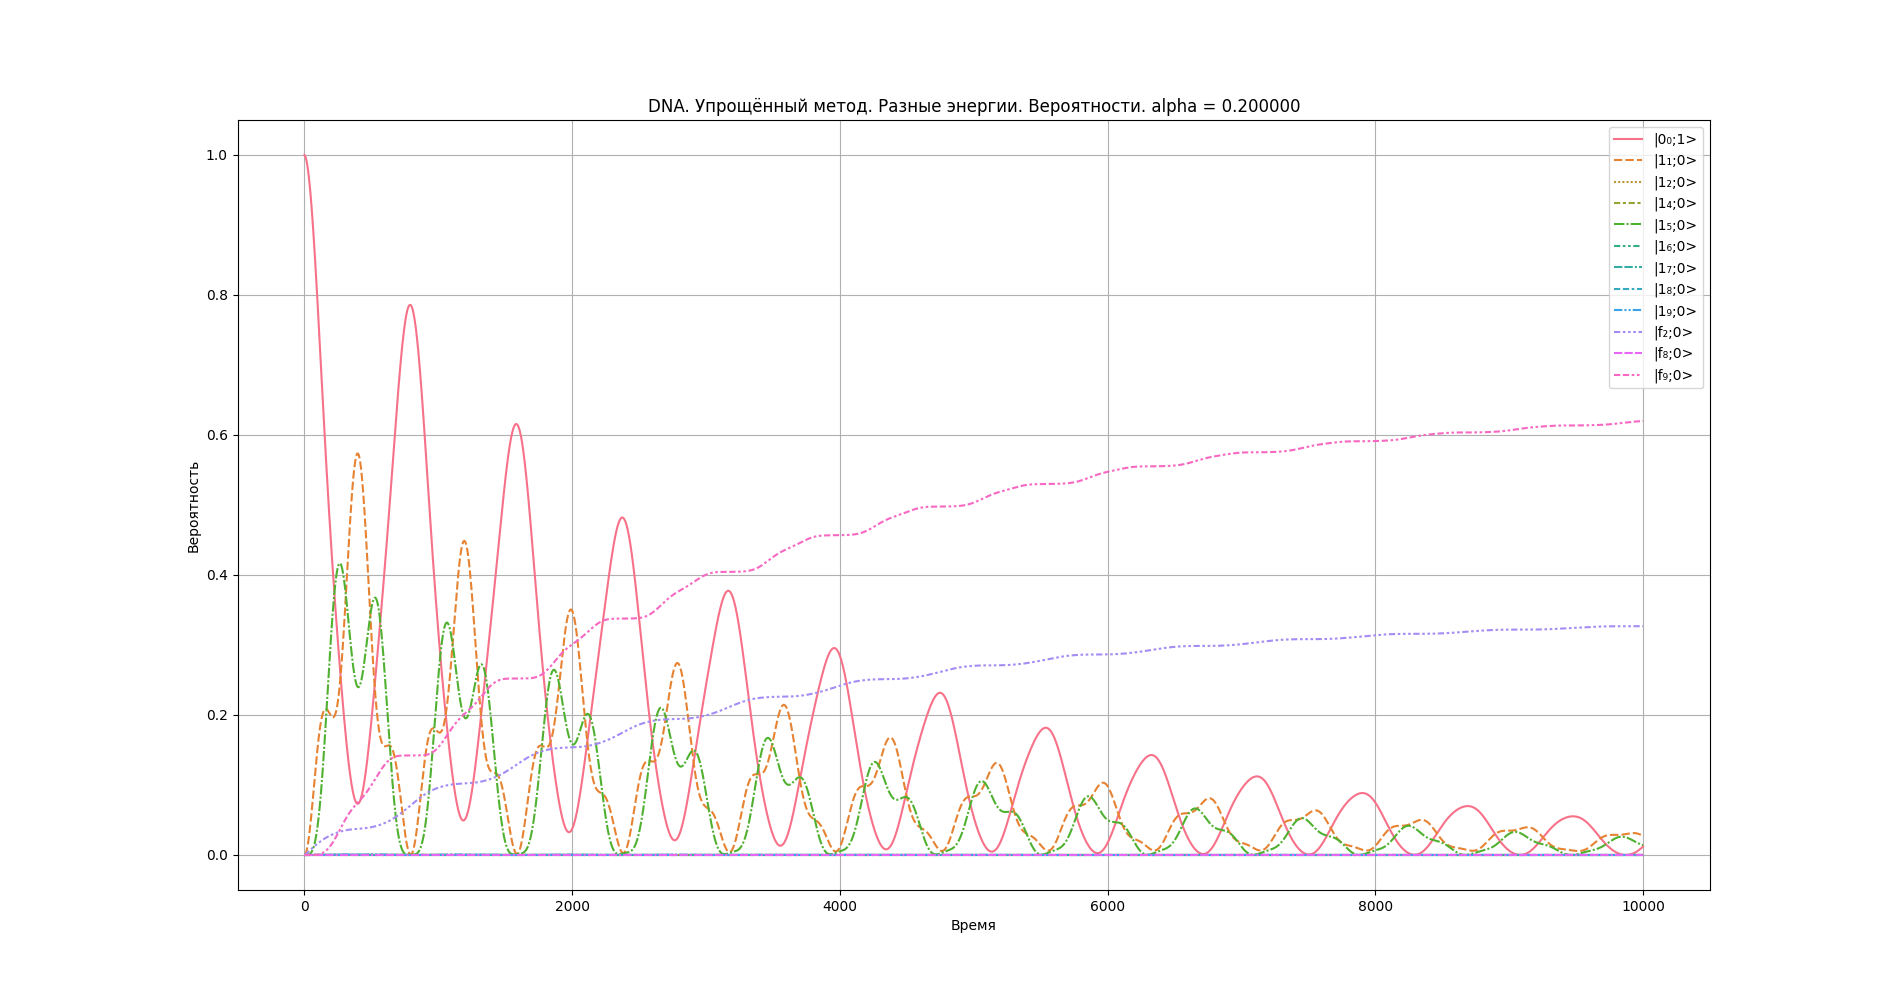 DNA. Упрощённый метод. Разные энергии. Вероятности. alpha = 0.200000
|0₀;1>
|1₁;0>
|1₂;0>
|1₄;0>
|1₅;0>
|1₆;0>
|1₇;0>
|1₈;0>
|1₉;0>
|f₂;0>
|f₈;0>
|f₉;0>
1.0
0.8
0.6
0.4
0.2
0.0
Вероятность
0 2000 4000 6000 8000 10000
Время